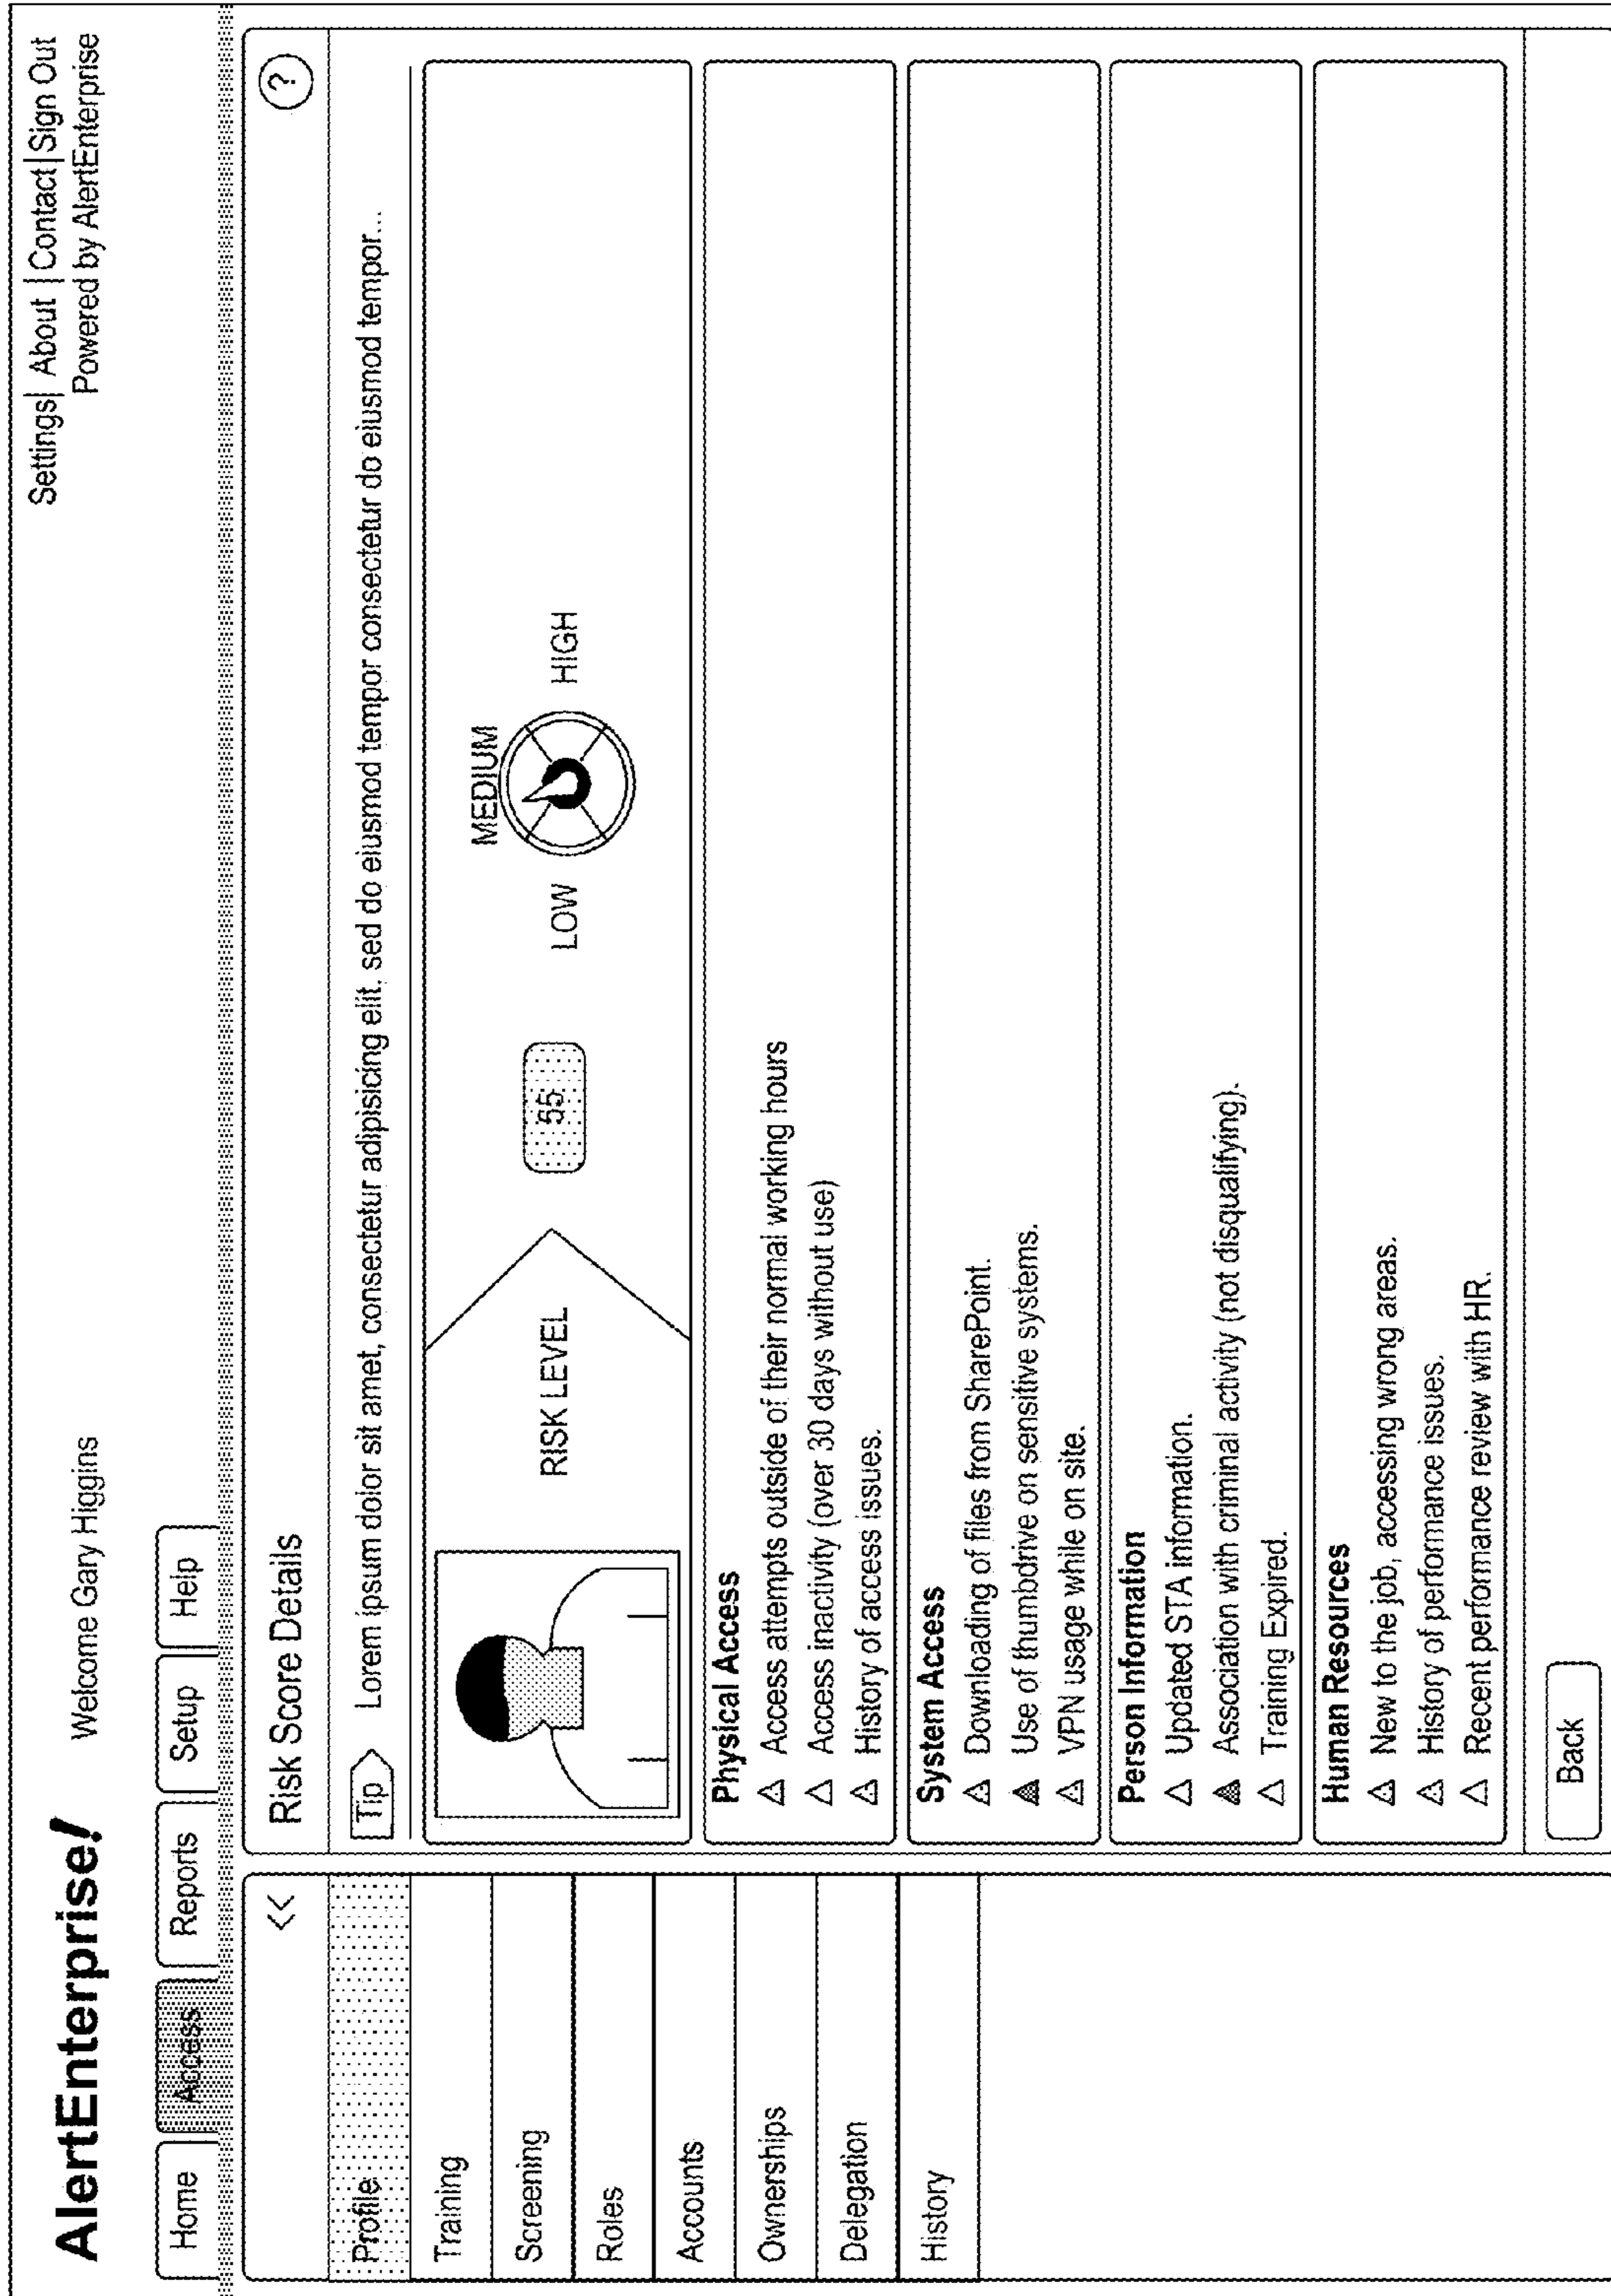 AlertEnterprise!
Welcome Gary Higgins
Settings| About |Contact|Sign Out
Powered by AlertEnterprise
Home
Access
Reports
Setup
Help
<<
Profile
Training
Screening
Roles
Accounts
Ownerships
Delegation
History
Risk Score Details
?
Tip
Lorem ipsum dolor sit amet, consectetur adipisicing elit, sed do eiusmod tempor consectetur do eiusmod tempor...
RISK LEVEL
55
LOW
MEDIUM
HIGH
Physical Access
Access attempts outside of their normal working hours
Access inactivity (over 30 days without use)
History of access issues.
System Access
Downloading of files from SharePoint.
Use of thumbdrive on sensitive systems.
VPN usage while on site.
Person Information
Updated STA information.
Association with criminal activity (not disqualifying).
Training Expired.
Human Resources
New to the job, accessing wrong areas.
History of performance issues.
Recent performance review with HR.
Back